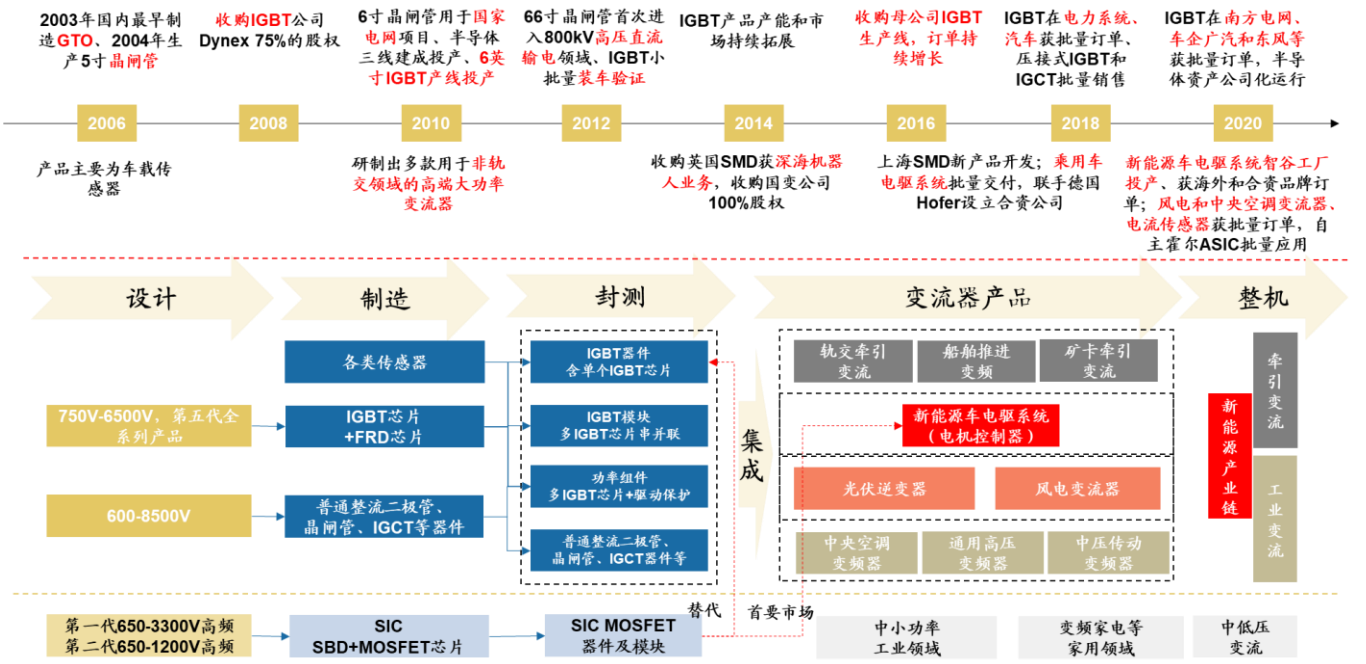 2003年国内最早制
造GTO、2004年生
产5寸晶闸管
收购IGBT公司
Dynex 75%的股权
6寸晶闸管用于国家
电网项目、半导体
三线建成投产、6英
寸IGBT产线投产
66寸晶闸管首次进
入800kV高压直流
输电领域、IGBT小
批量装车验证
IGBT产品产能和市
场持续拓展
收购母公司IGBT
生产线，订单持
续增长
IGBT在电力系统、
汽车获批量订单、
压接式IGBT和
IGCT批量销售
IGBT在南方电网、
车企广汽和东风等
获批量订单，半导
体资产公司化运行
2006
2008
2010
2012
2014
2016
2018
2020
产品主要为车载传
感器
研制出多款用于非轨
交领域的高端大功率
变流器
收购英国SMD获深海机器
人业务，收购国变公司
100%股权
上海SMD新产品开发；乘用车
电驱系统批量交付，联手德国
Hofer设立合资公司
新能源车电驱系统智谷工厂
投产、获海外和合资品牌订
单；风电和中央空调变流器、
电流传感器获批量订单，自
主霍尔ASIC批量应用
设计
制造
封测
变流器产品
整机
各类传感器
IGBT器件
含单个IGBT芯片
轨交牵引
变流
船舶推进
变频
矿卡牵引
变流
牵引变流
750V-6500V，第五代全
系列产品
IGBT芯片
+FRD芯片
IGBT模块
多IGBT芯片串并联
集成
新能源车电驱系统
（电机控制器）
新能源产业链
功率组件
多IGBT芯片+驱动保护
光伏逆变器
风电变流器
工业变流
600-8500V
普通整流二极管、
晶闸管、IGCT等器件
普通整流二极管、
晶闸管、IGCT器件等
中央空调
变频器
通用高压
变频器
中压传动
变频器
替代
首要市场
第一代650-3300V高频
第二代650-1200V高频
SIC
SBD+MOSFET芯片
SIC MOSFET
器件及模块
中小功率
工业领域
变频家电等
家用领域
中低压
变流